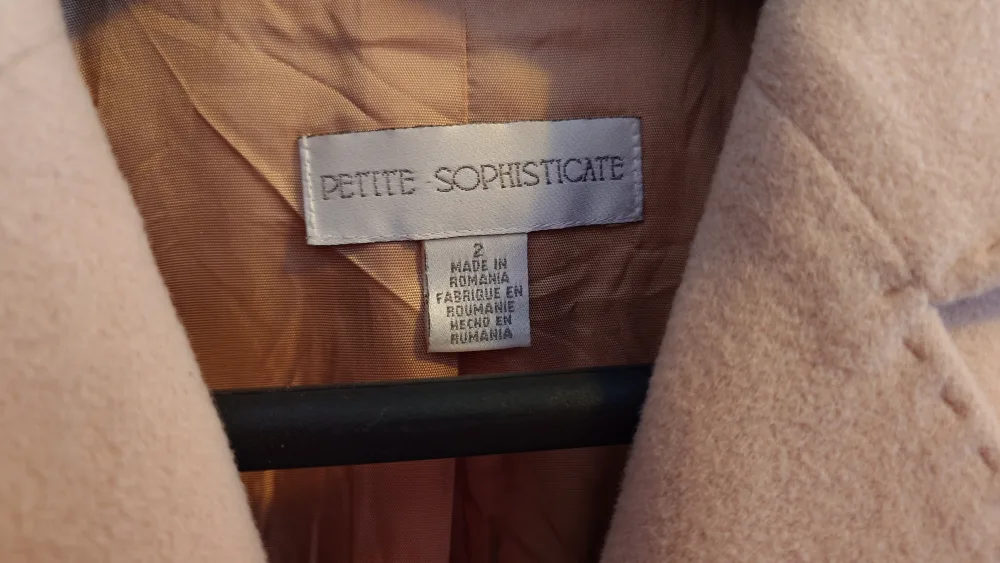 PETITE SOPHISTICATE
2
MADE IN
ROMANIA
FABRIQUE EN
ROUMANIE
HECHO EN
RUMANIA